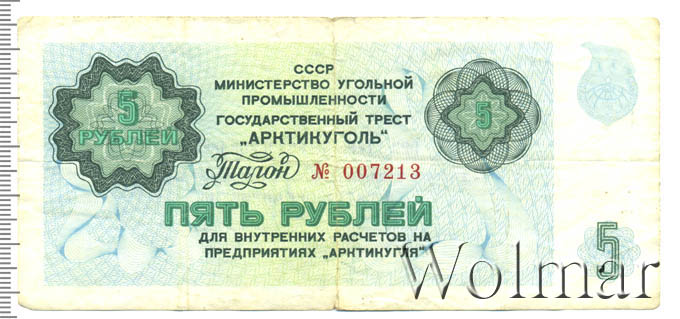 5
РУБЛЕЙ
СССР
МИНИСТЕРСТВО УГОЛЬНОЙ
ПРОМЫШЛЕННОСТИ
ГОСУДАРСТВЕННЫЙ ТРЕСТ
„АРКТИКУГОЛЬ"
Талон № 007213
5
ПЯТЬ РУБЛЕЙ
ДЛЯ ВНУТРЕННИХ РАСЧЕТОВ НА
ПРЕДПРИЯТИЯХ „АРКТИКУГЛЯ"
5
Wolmar